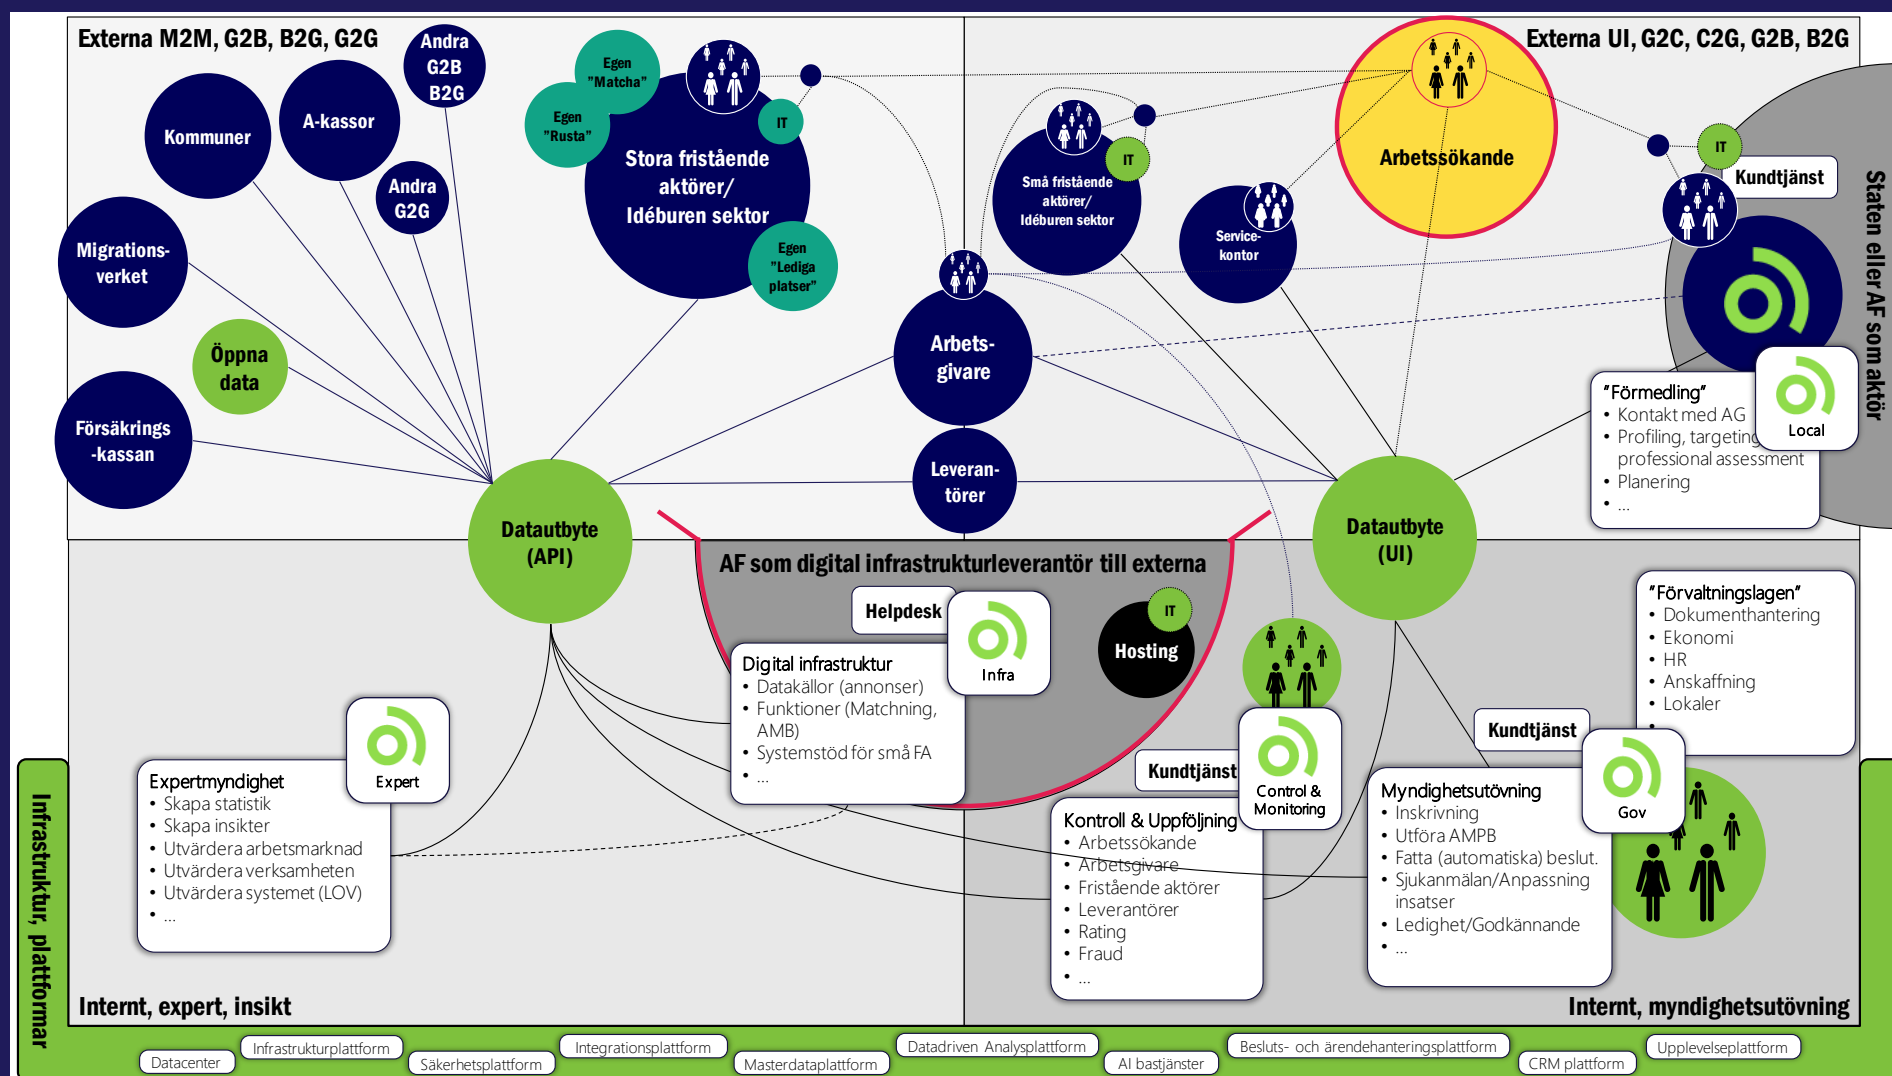 Externa M2M, G2B, B2G, G2G
Externa UI, G2C, C2G, G2B, B2G
Andra
G2B
B2G
Kommuner
A-kassor
Andra
G2G
Migrations-
verket
Öppna
data
Försäkrings
-kassan
Egen
"Matcha"
Egen
"Rusta"
IT
Stora fristående
aktörer/
Idéburen sektor
Egen
"Lediga
platser"
Arbets-
givare
Leveran-
törer
Små fristående
aktörer/
Idéburen sektor
IT
Service-
kontor
Arbetssökande
IT
Kundtjänst
Staten eller AF som aktör
"Förmedling"
• Kontakt med AG
• Profiling, targeting
professional assessment
• Planering
• ...
Local
Datautbyte
(API)
Datautbyte
(UI)
AF som digital infrastrukturleverantör till externa
Helpdesk
Infra
IT
Hosting
Digital infrastruktur
• Datakällor (annonser)
• Funktioner (Matchning,
AMB)
• Systemstöd för små FA
• ...
Expert
Expertmyndighet
• Skapa statistik
• Skapa insikter
• Utvärdera arbetsmarknad
• Utvärdera verksamheten
• Utvärdera systemet (LOV)
• ...
Kundtjänst
Control &
Monitoring
Kontroll & Uppföljning
• Arbetssökande
• Arbetsgivare
• Fristående aktörer
• Leverantörer
• Rating
• Fraud
• ...
"Förvaltningslagen"
• Dokumenthantering
• Ekonomi
• HR
• Anskaffning
• Lokaler
•
Kundtjänst
Gov
Myndighetsutövning
• Inskrivning
• Utföra AMPB
• Fatta (automatiska) beslut.
• Sjukanmälan/Anpassning
insatser
• Ledighet/Godkännande
• ...
Internt, expert, insikt
Internt, myndighetsutövning
Infrastruktur, plattformar
Datacenter
Infrastrukturplattform
Säkerhetsplattform
Integrationsplattform
Masterdataplattform
Datadriven Analysplattform
AI bastjänster
Besluts- och ärendehanteringsplattform
CRM plattform
Upplevelseplattform